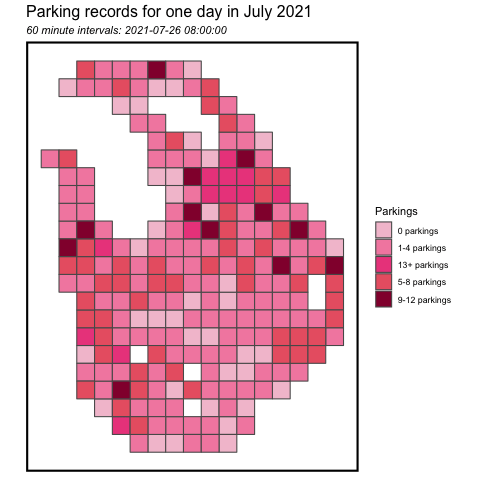 Parking records for one day in July 2021
60 minute intervals: 2021-07-26 08:00:00
Parkings
0 parkings
1-4 parkings
13+ parkings
5-8 parkings
9-12 parkings